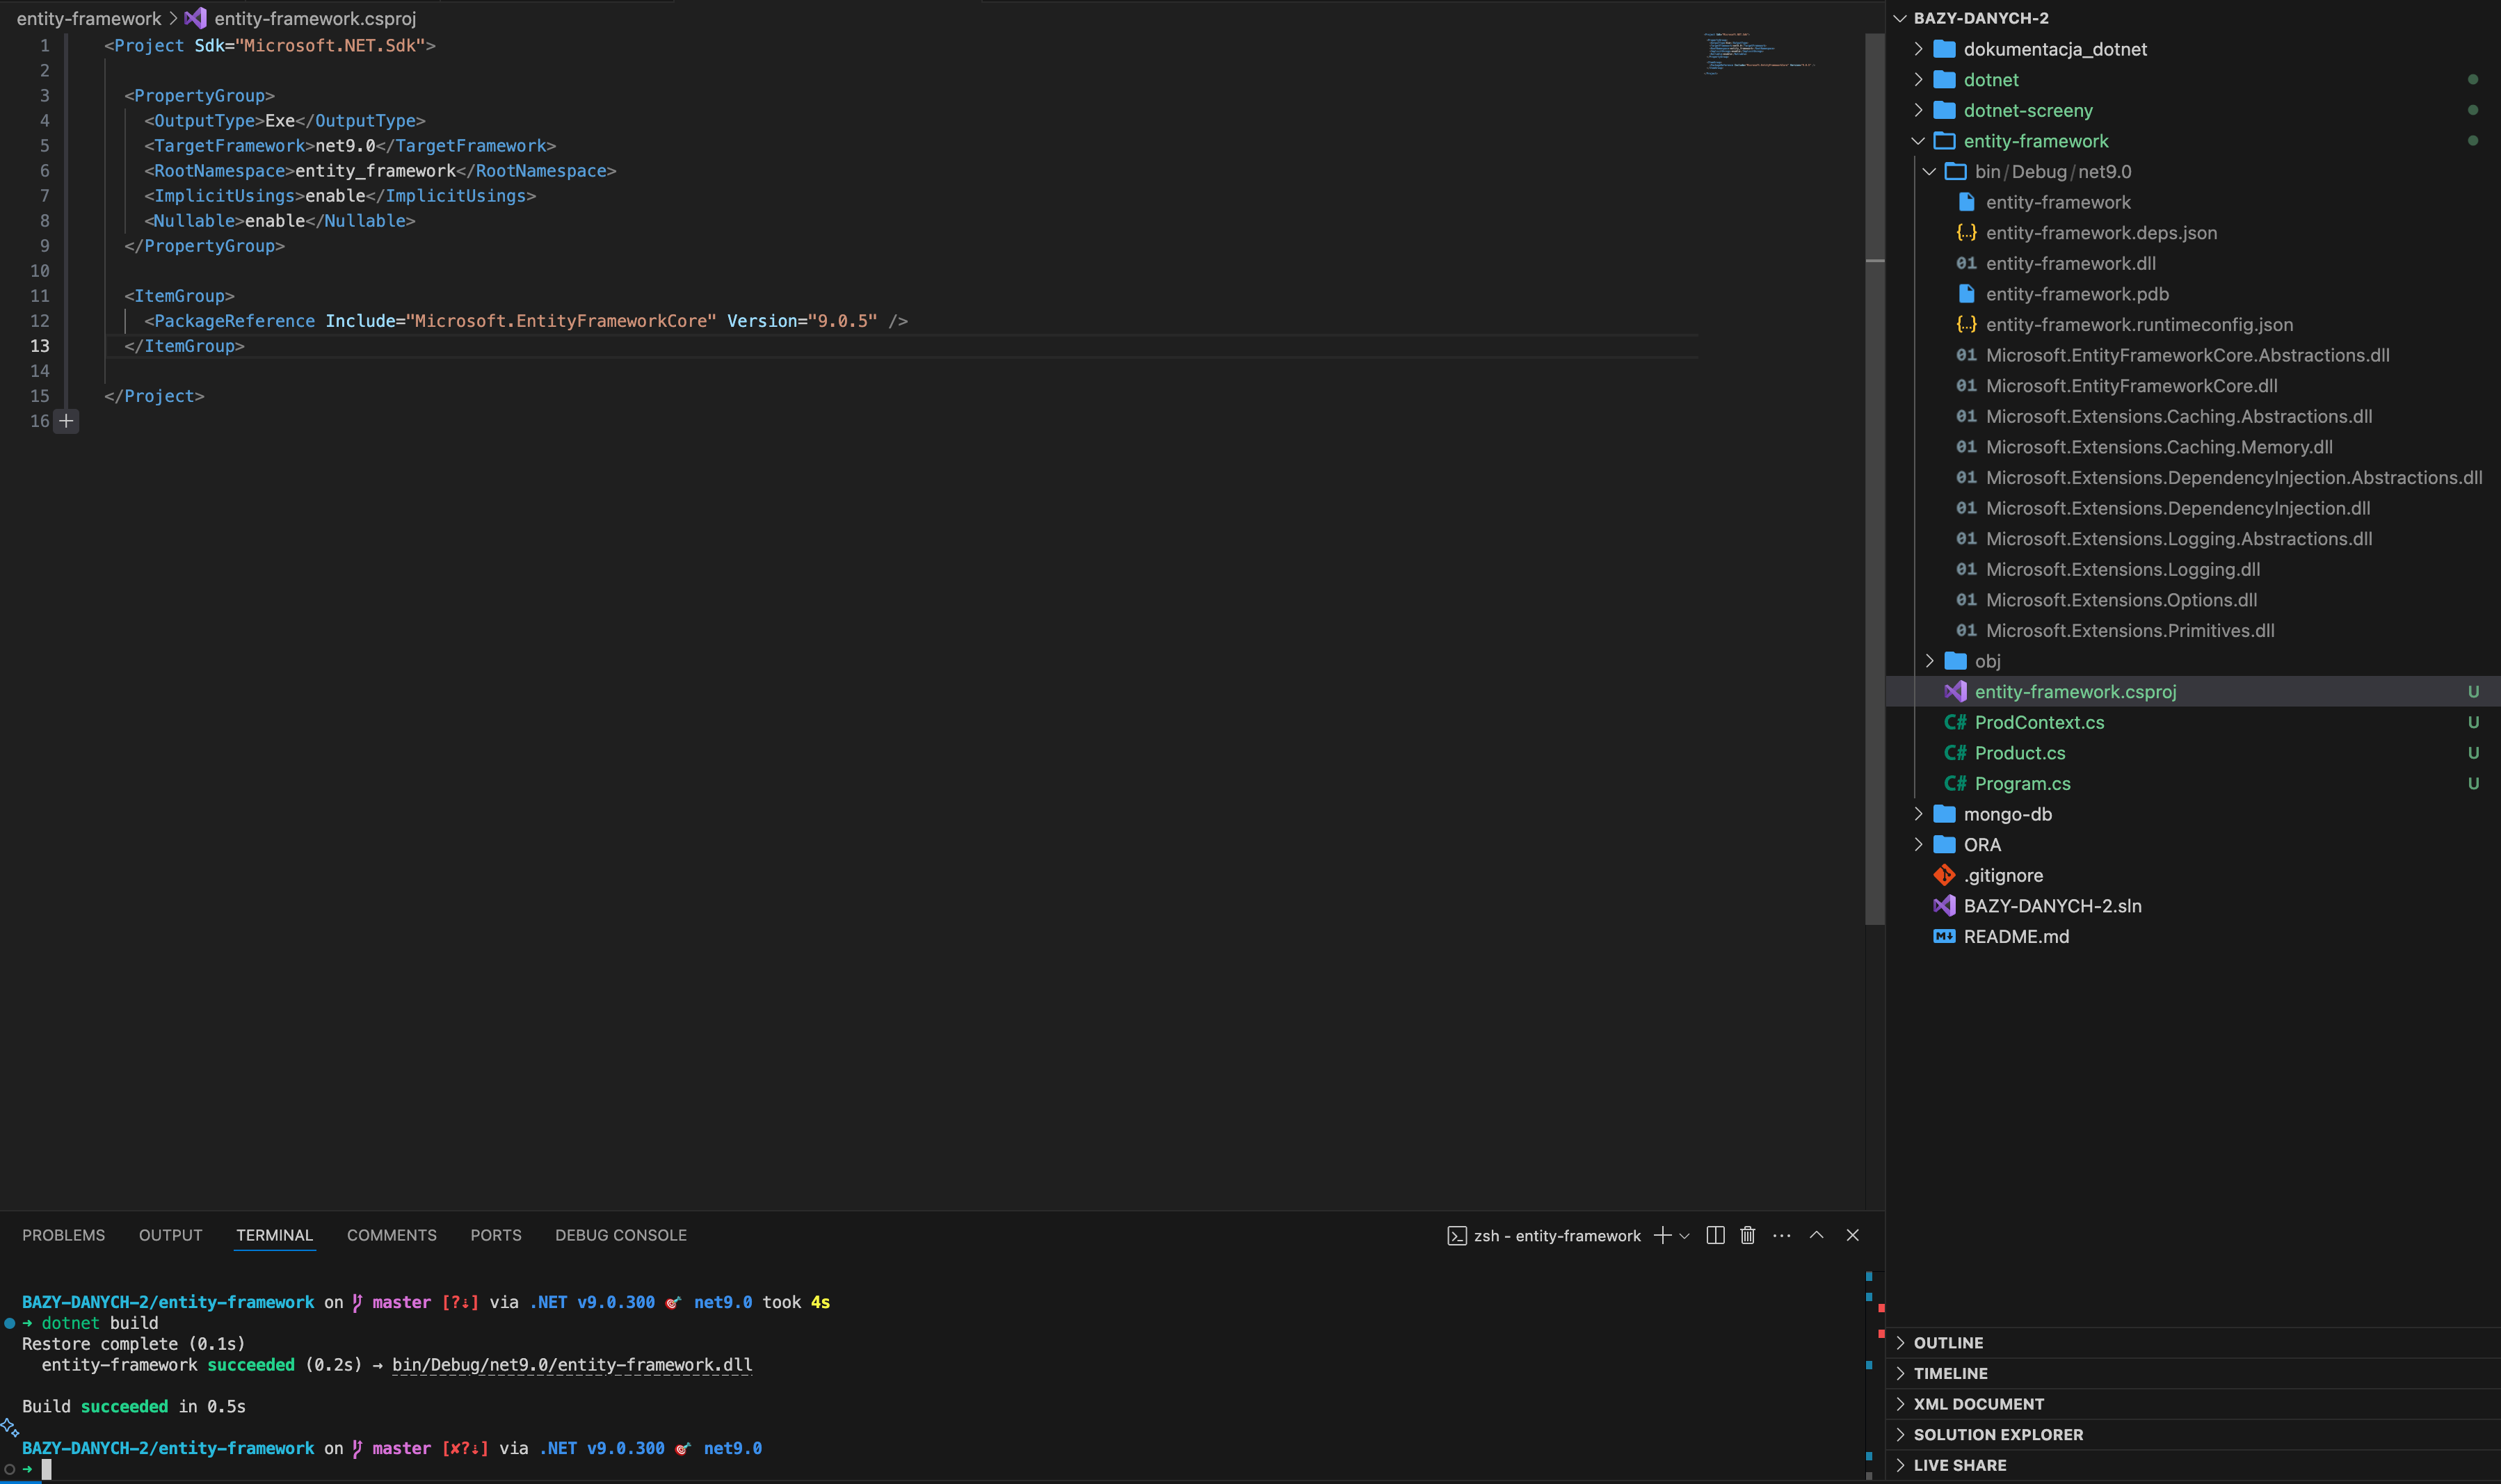 entity-framework > entity-framework.csproj
1 <Project Sdk="Microsoft.NET.Sdk">
2
3 <PropertyGroup>
4 <OutputType>Exe</OutputType>
5 <TargetFramework>net9.0</TargetFramework>
6 <RootNamespace>entity_framework</RootNamespace>
7 <ImplicitUsings>enable</ImplicitUsings>
8 <Nullable>enable</Nullable>
9 </PropertyGroup>
10
11 <ItemGroup>
12 <PackageReference Include="Microsoft.EntityFrameworkCore" Version="9.0.5" />
13 </ItemGroup>
14
15 </Project>
16
PROBLEMS OUTPUT TERMINAL COMMENTS PORTS DEBUG CONSOLE
zsh - entity-framework
BAZY-DANYCH-2/entity-framework on master [?⇣] via .NET v9.0.300 🎯 net9.0 took 4s
→ dotnet build
Restore complete (0.1s)
entity-framework succeeded (0.2s) → bin/Debug/net9.0/entity-framework.dll
Build succeeded in 0.5s
BAZY-DANYCH-2/entity-framework on master [✘?⇣] via .NET v9.0.300 🎯 net9.0
→
BAZY-DANYCH-2
dokumentacja_dotnet
dotnet
dotnet-screeny
entity-framework
bin/Debug/net9.0
entity-framework
{..} entity-framework.deps.json
01 entity-framework.dll
entity-framework.pdb
{..} entity-framework.runtimeconfig.json
01 Microsoft.EntityFrameworkCore.Abstractions.dll
01 Microsoft.EntityFrameworkCore.dll
01 Microsoft.Extensions.Caching.Abstractions.dll
01 Microsoft.Extensions.Caching.Memory.dll
01 Microsoft.Extensions.DependencyInjection.Abstractions.dll
01 Microsoft.Extensions.DependencyInjection.dll
01 Microsoft.Extensions.Logging.Abstractions.dll
01 Microsoft.Extensions.Logging.dll
01 Microsoft.Extensions.Options.dll
01 Microsoft.Extensions.Primitives.dll
obj
entity-framework.csproj U
C# ProdContext.cs U
C# Product.cs U
C# Program.cs U
mongo-db
ORA
.gitignore
BAZY-DANYCH-2.sln
README.md
OUTLINE
TIMELINE
XML DOCUMENT
SOLUTION EXPLORER
LIVE SHARE